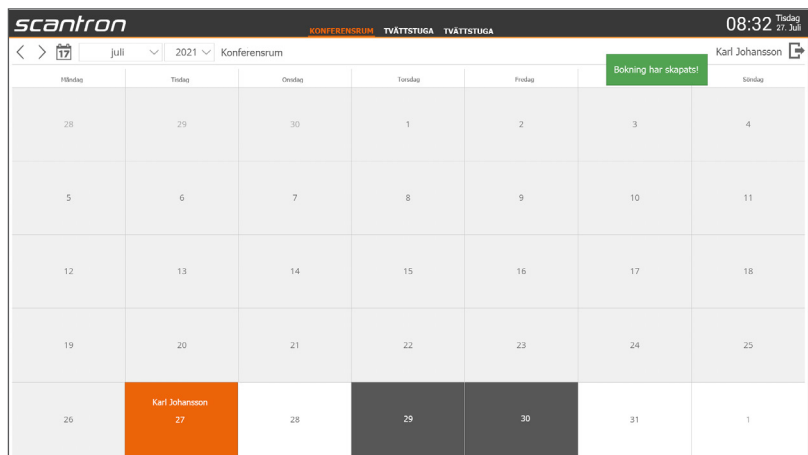 scantron
KONFERENSRUM TVÄTTSTUGA TVÄTTSTUGA
08:32 Tisdag
27. Juli
17 juli 2021 Konferensrum
Karl Johansson
Bokning har skapats!
Måndag Tisdag Onsdag Torsdag Fredag Söndag
28 29 30 1 2 3 4
5 6 7 8 9 10 11
12 13 14 15 16 17 18
19 20 21 22 23 24 25
Karl Johansson
26 27 28 29 30 31 1